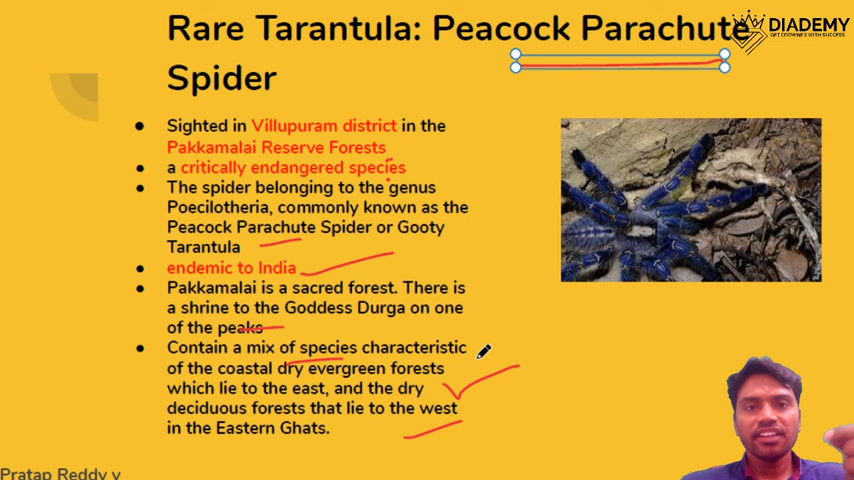 Rare Tarantula: Peacock Parachute
Spider
DIADEMY
GET CROWNED WITH SUCCESS
● Sighted in Villupuram district in the
Pakkamalai Reserve Forests
● a critically endangered species
● The spider belonging to the genus
Poecilotheria, commonly known as the
Peacock Parachute Spider or Gooty
Tarantula
● endemic to India
● Pakkamalai is a sacred forest. There is
a shrine to the Goddess Durga on one
of the peaks
● Contain a mix of species characteristic
of the coastal dry evergreen forests
which lie to the east, and the dry
deciduous forests that lie to the west
in the Eastern Ghats.
Pratap Reddy v